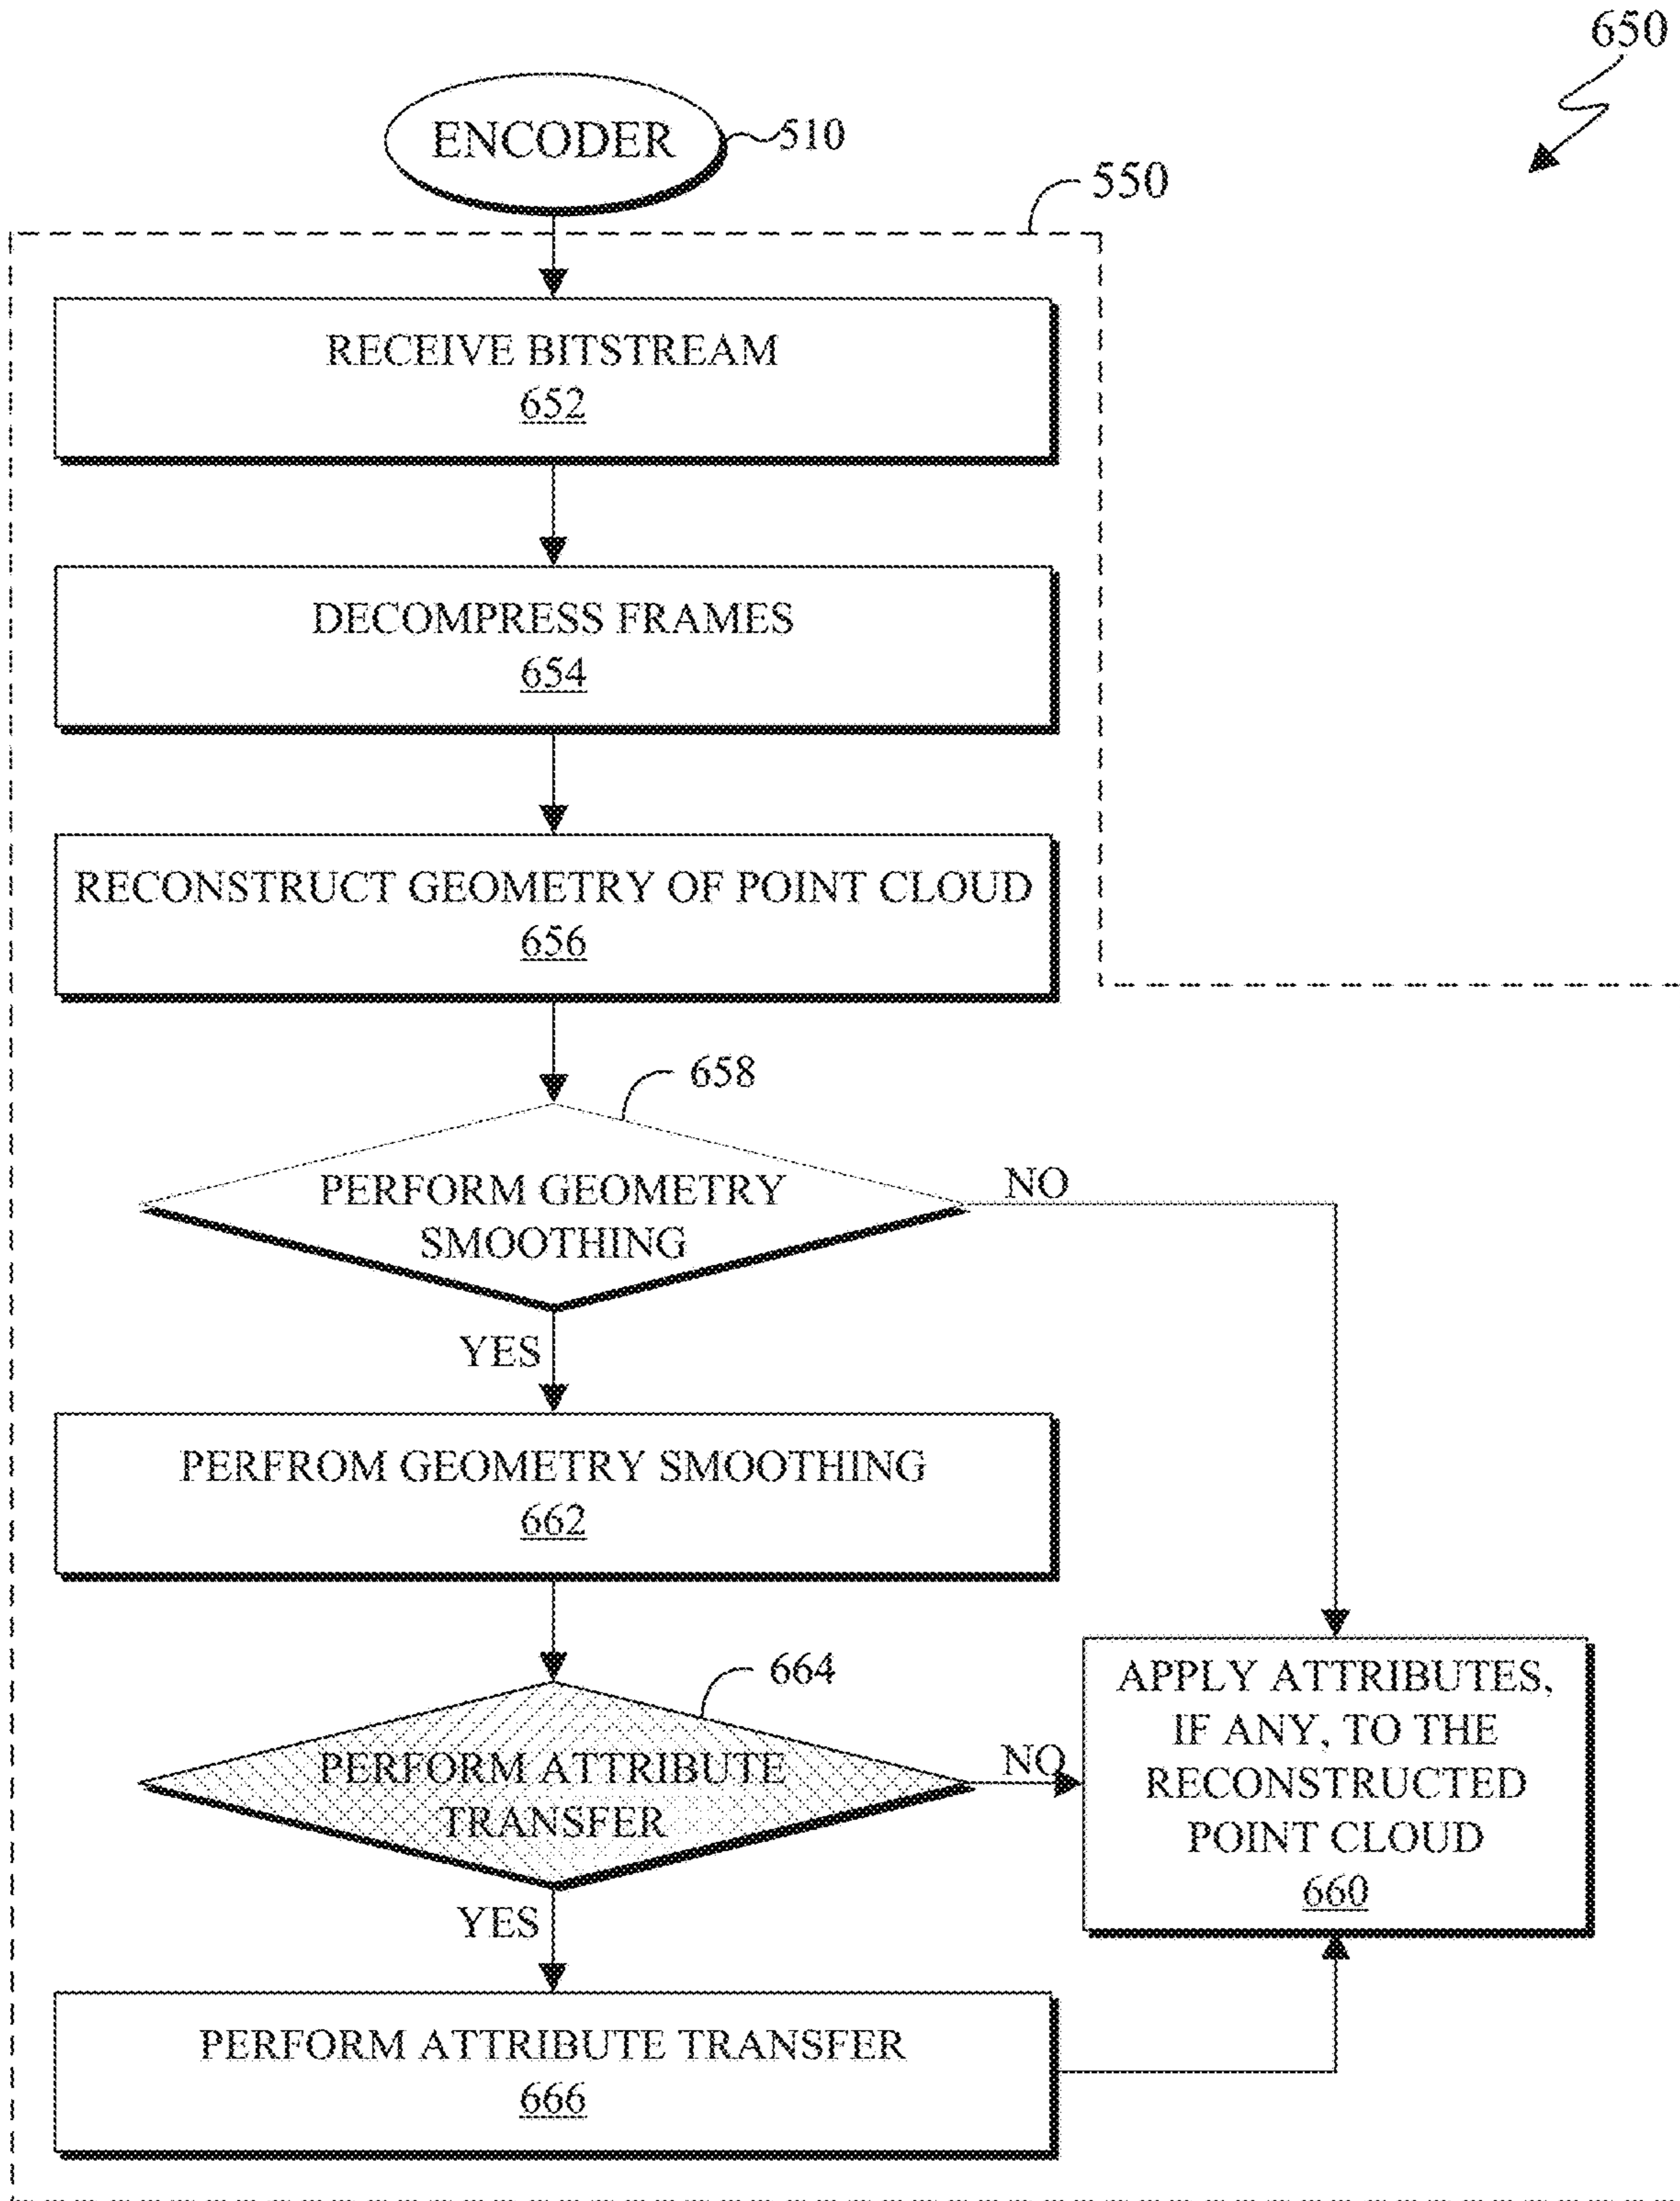 650
ENCODER
510
550
RECEIVE BITSTREAM
652
DECOMPRESS FRAMES
654
RECONSTRUCT GEOMETRY OF POINT CLOUD
656
658
PERFORM GEOMETRY
SMOOTHING
NO
YES
PERFROM GEOMETRY SMOOTHING
662
664
PERFORM ATTRIBUTE
TRANSFER
NO
YES
APPLY ATTRIBUTES,
IF ANY, TO THE
RECONSTRUCTED
POINT CLOUD
660
PERFORM ATTRIBUTE TRANSFER
666